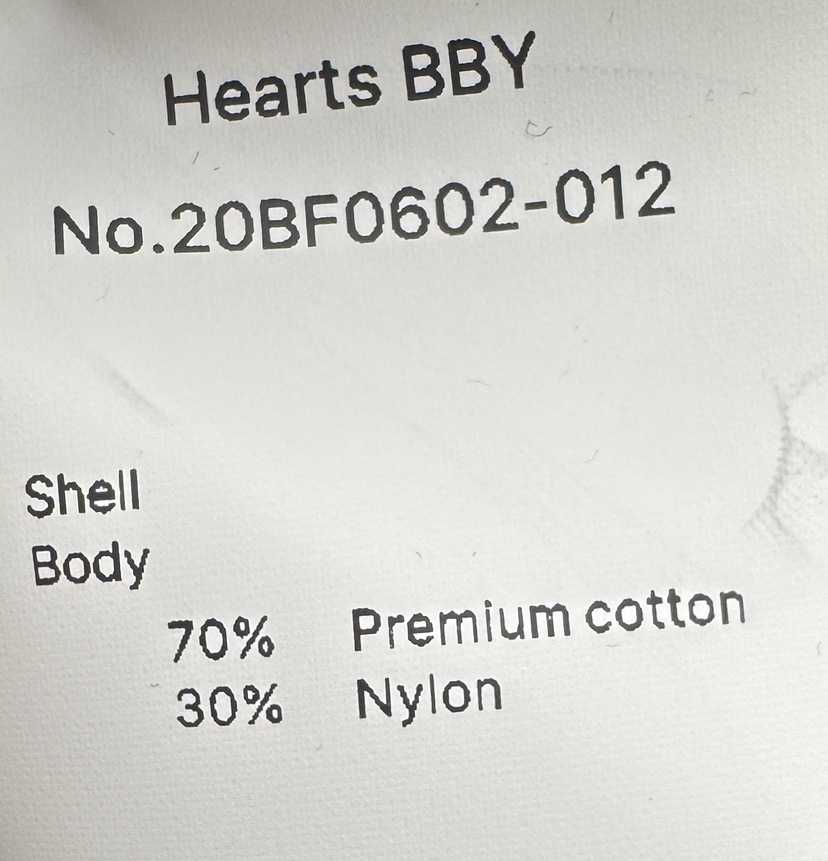 Hearts BBY
No.20BF0602-012
Shell
Body
70% Premium cotton
30% Nylon